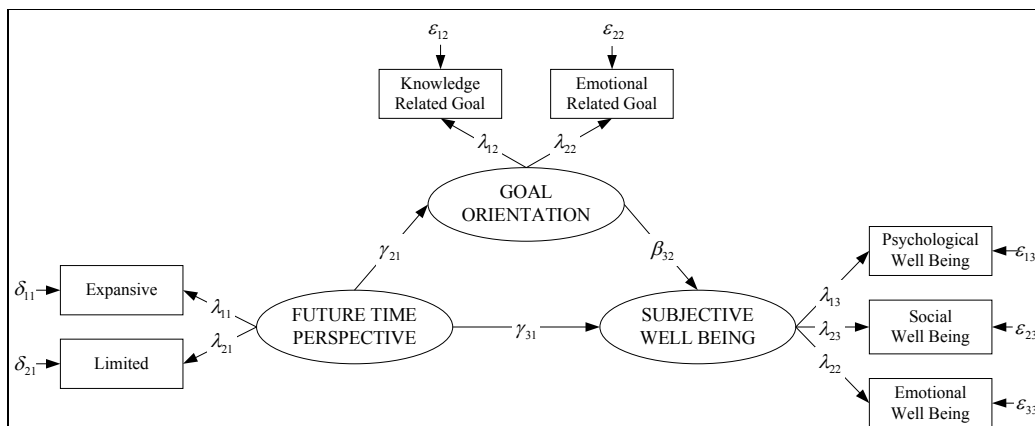 ε12
ε22
Knowledge
Related Goal
Emotional
Related Goal
λ12
λ22
GOAL
ORIENTATION
γ21
β32
Psychological
Well Being
ε13
δ11
Expansive
λ11
λ13
FUTURE TIME
PERSPECTIVE
γ31
SUBJECTIVE
WELL BEING
λ23
Social
Well Being
ε23
δ21
Limited
λ21
λ22
Emotional
Well Being
ε33